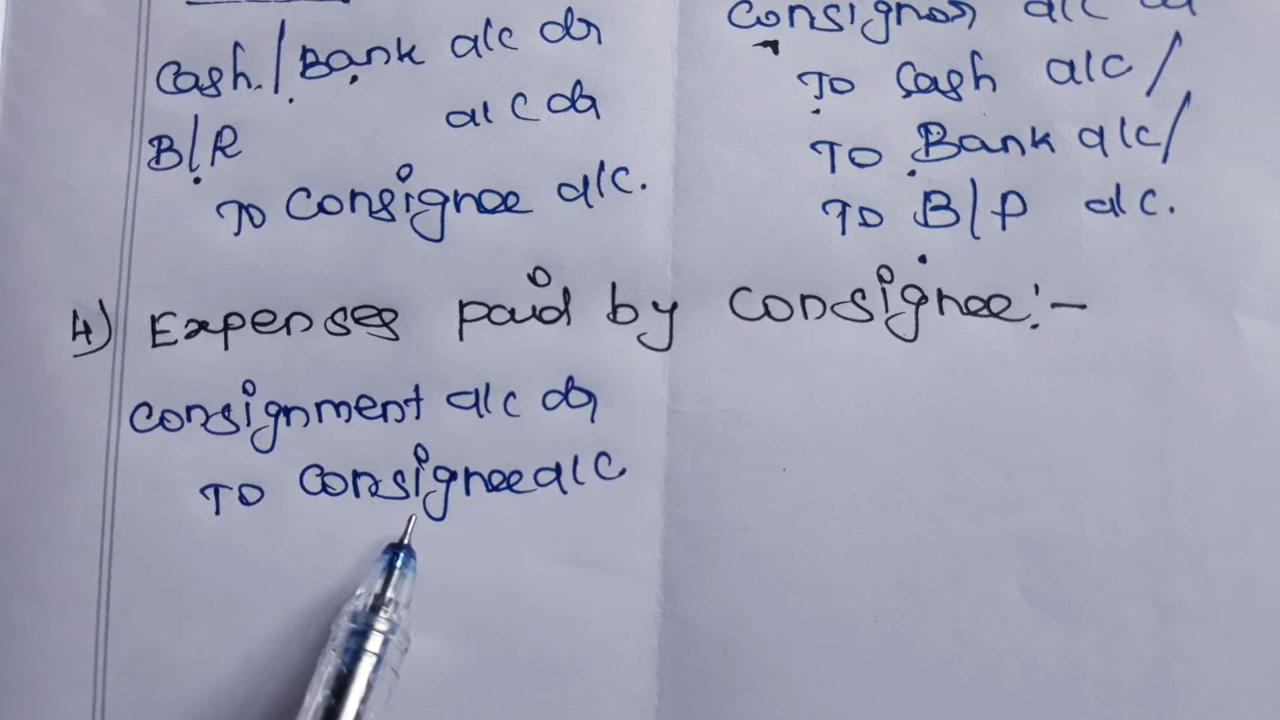 Cash./Bank a/c dr
a/c dr
B/R
To Consignee a/c.
Consignor a/c
To Cash a/c/
To Bank a/c/
To B/P a/c.
4) Expenses paid by Consignee:-
Consignment a/c dr
To Consignee a/c